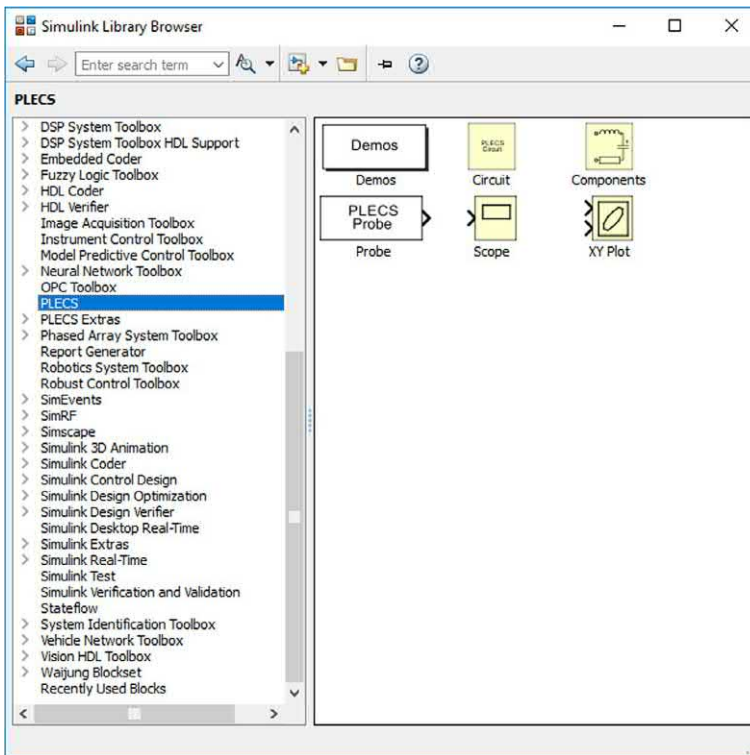 Simulink Library Browser
Enter search term
PLECS
DSP System Toolbox
DSP System Toolbox HDL Support
Embedded Coder
Fuzzy Logic Toolbox
HDL Coder
HDL Verifier
Image Acquisition Toolbox
Instrument Control Toolbox
Model Predictive Control Toolbox
Neural Network Toolbox
OPC Toolbox
PLECS
PLECS Extras
Phased Array System Toolbox
Report Generator
Robotics System Toolbox
Robust Control Toolbox
SimEvents
SimRF
Simscape
Simulink 3D Animation
Simulink Coder
Simulink Control Design
Simulink Design Optimization
Simulink Design Verifier
Simulink Desktop Real-Time
Simulink Extras
Simulink Real-Time
Simulink Test
Simulink Verification and Validation
Stateflow
System Identification Toolbox
Vehicle Network Toolbox
Vision HDL Toolbox
Waijung Blockset
Recently Used Blocks
Demos
PLECS
Circuit
Demos
Circuit
Components
PLECS
Probe
Probe
Scope
XY Plot